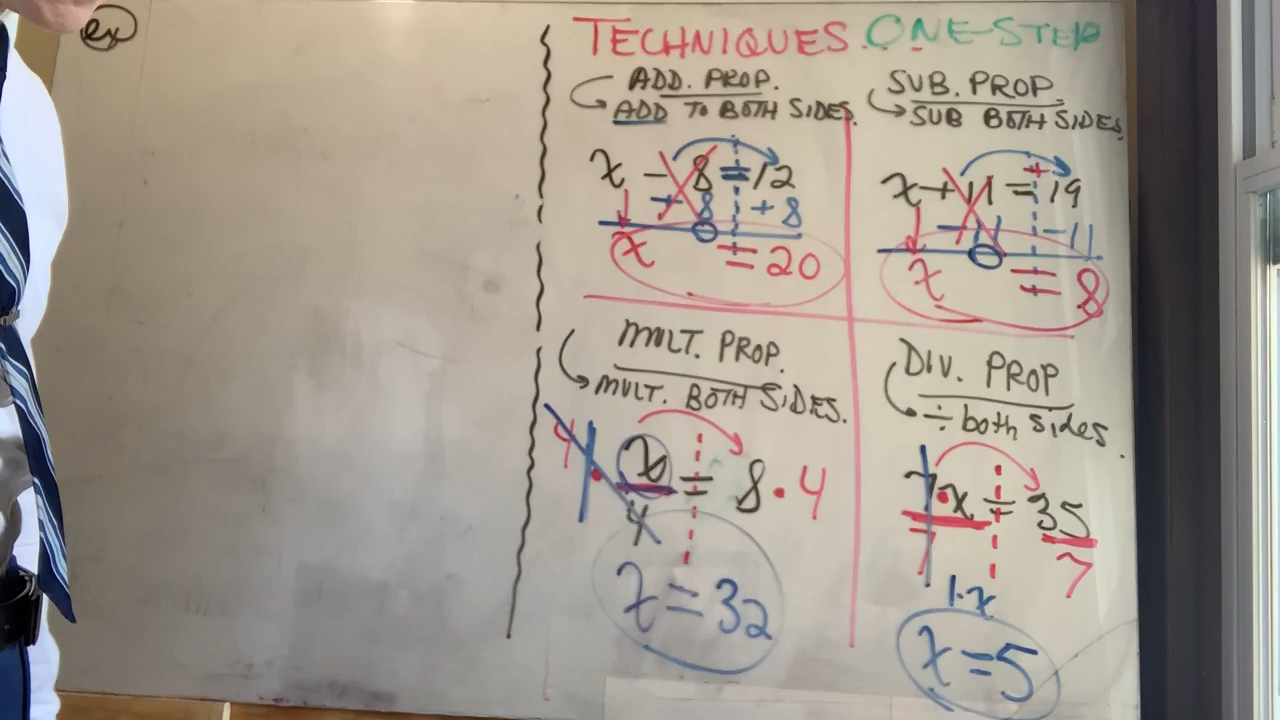 ex
TECHNIQUES ONE-STEP
ADD. PROP.
ADD TO BOTH SIDES.
x - 8 = 12
+ 8 + 8
x = 20
SUB. PROP
SUB BOTH SIDES
x + 11 = 19
- 11 - 11
x = 8
MULT. PROP.
MULT. BOTH SIDES.
4 · x = 8 · 4
4
x = 32
DIV. PROP
÷ both sides
7 · x = 35
7 7
1·x
x = 5